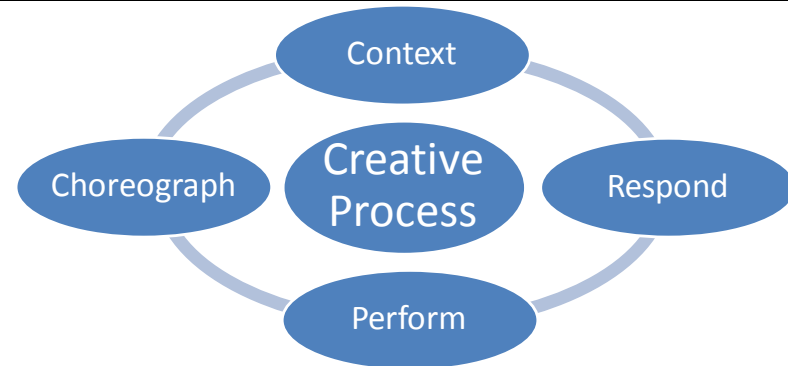 Context
Creative
Process
Choreograph
Respond
Perform